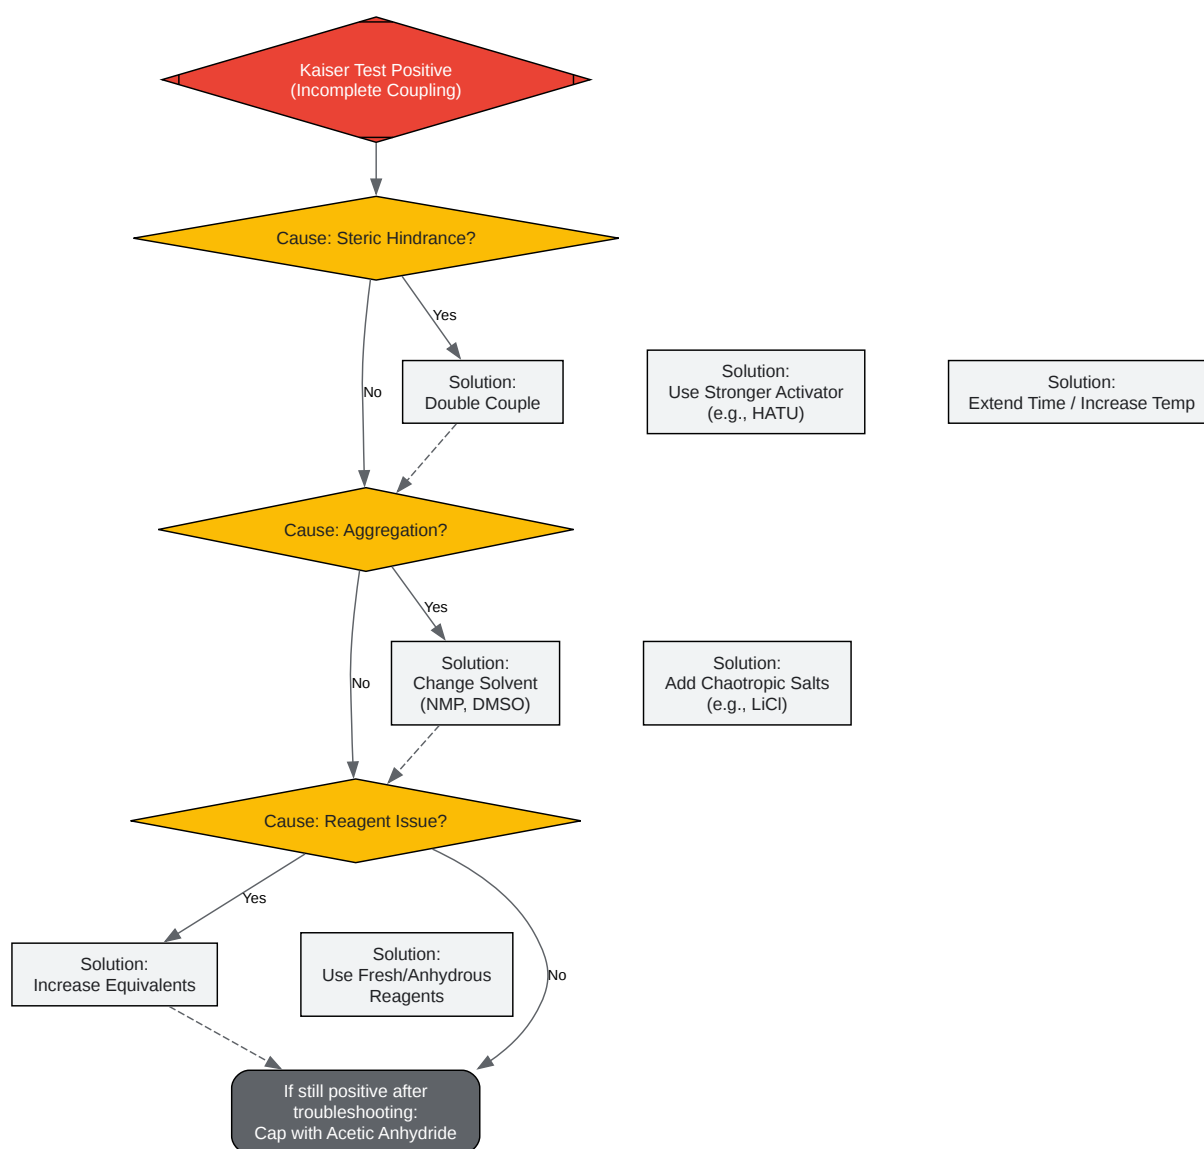 Kaiser Test Positive
(Incomplete Coupling)
Cause: Steric Hindrance?
Yes
No
Solution:
Double Couple
Solution:
Use Stronger Activator
(e.g., HATU)
Solution:
Extend Time / Increase Temp
Cause: Aggregation?
Yes
No
Solution:
Change Solvent
(NMP, DMSO)
Solution:
Add Chaotropic Salts
(e.g., LiCl)
Cause: Reagent Issue?
Yes
No
Solution:
Increase Equivalents
Solution:
Use Fresh/Anhydrous
Reagents
If still positive after
troubleshooting:
Cap with Acetic Anhydride